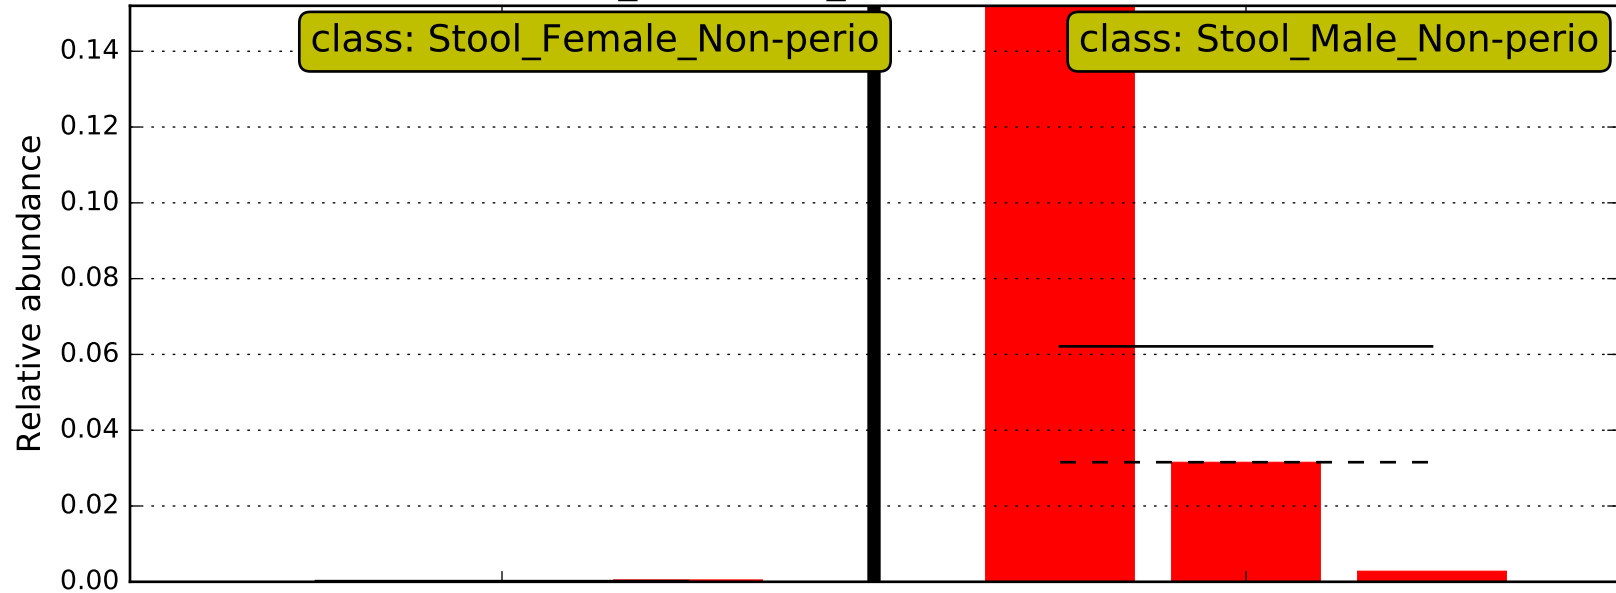 class: Stool_Female_Non-perio
class: Stool_Male_Non-perio
Relative abundance
0.14
0.12
0.10
0.08
0.06
0.04
0.02
0.00